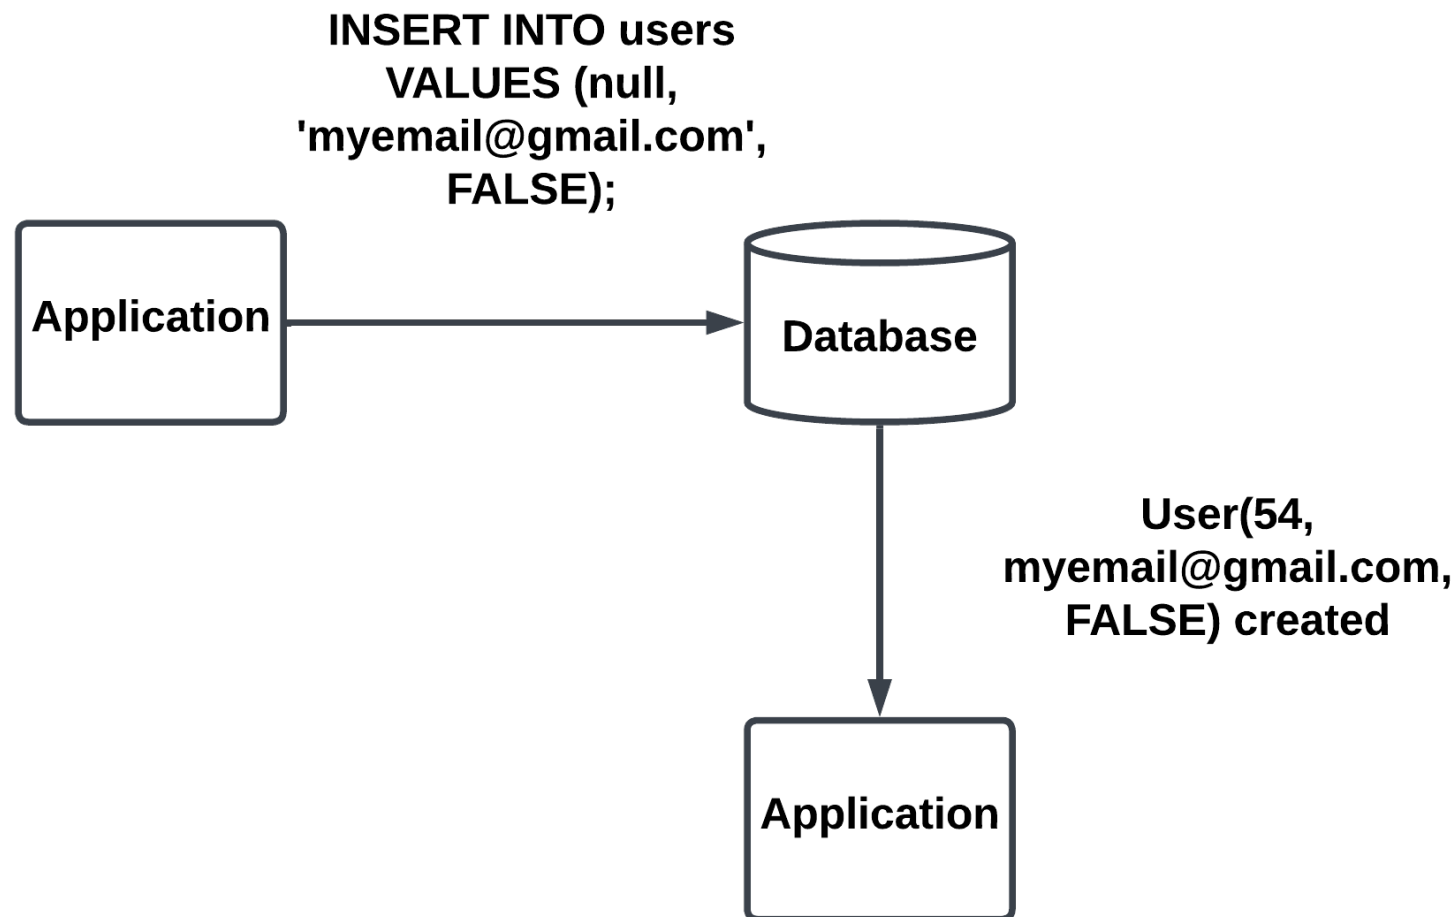 INSERT INTO users
VALUES (null,
'myemail@gmail.com',
FALSE);
Application
Database
User(54,
myemail@gmail.com,
FALSE) created
Application